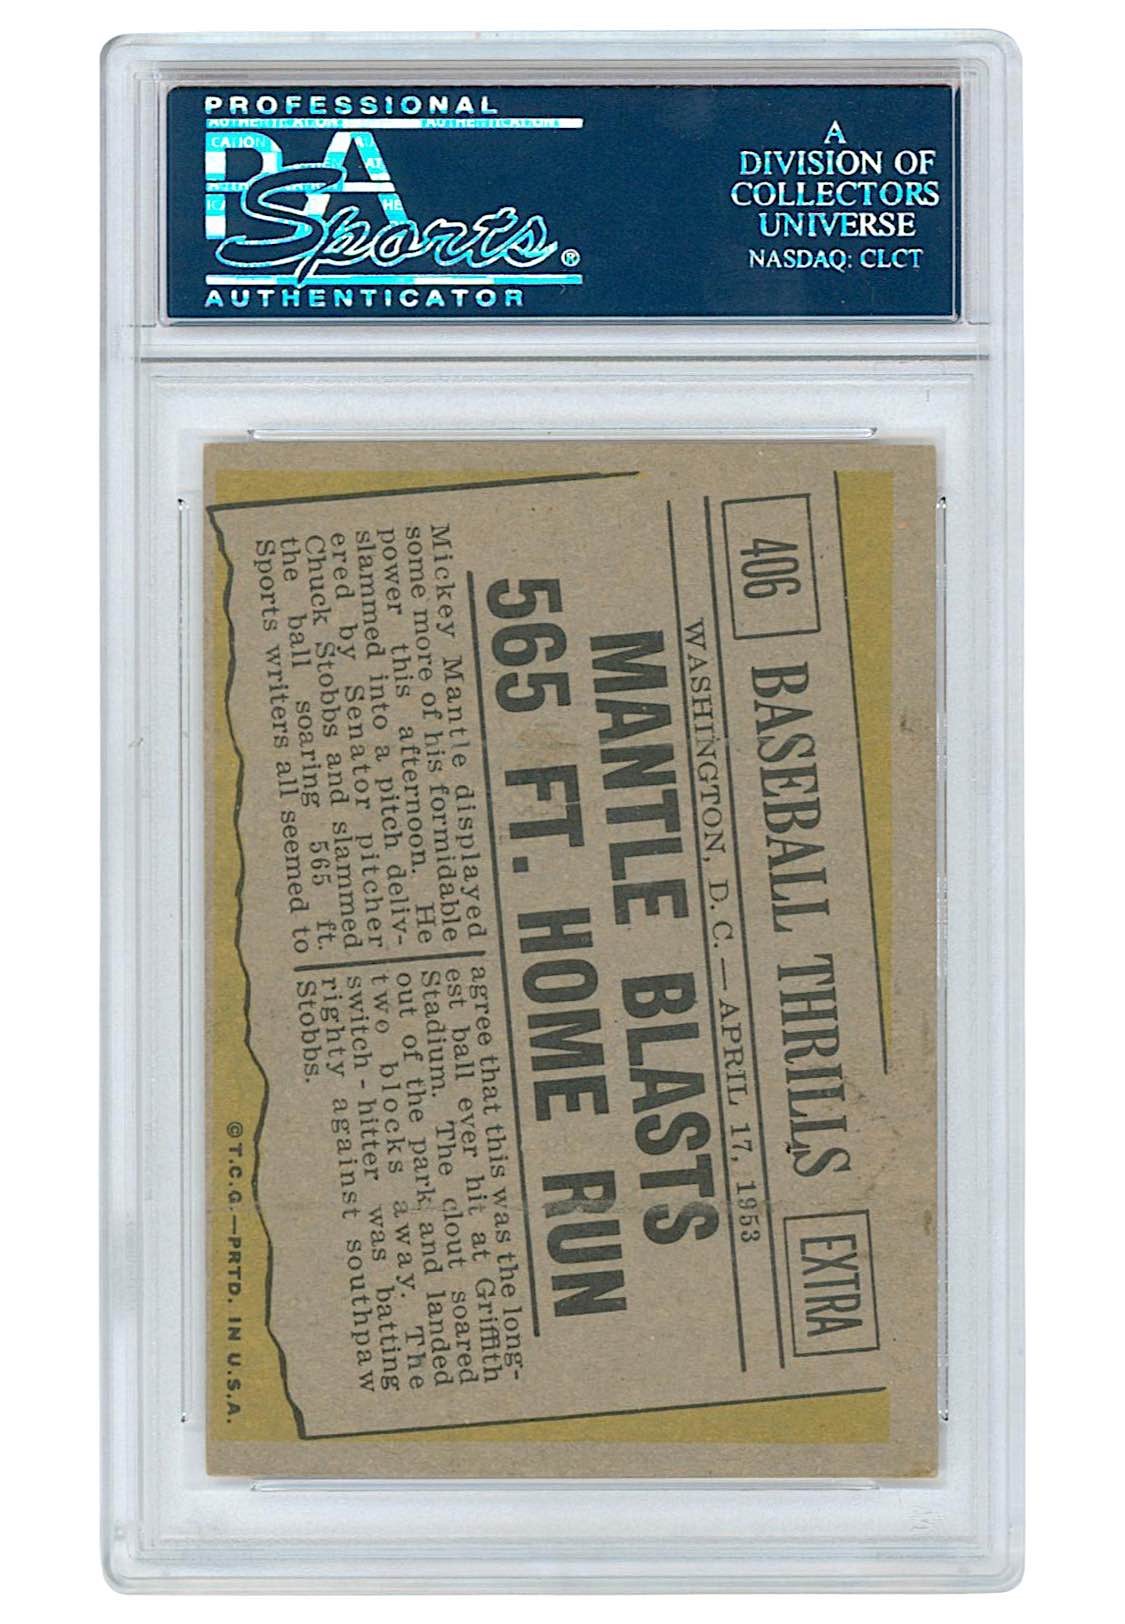 PROFESSIONAL
PSA
Sports®
AUTHENTICATOR
A
DIVISION OF
COLLECTORS
UNIVERSE
NASDAQ: CLCT
406 BASEBALL THRILLS EXTRA
WASHINGTON, D. C.—APRIL 17, 1953
MANTLE BLASTS
565 FT. HOME RUN
Mickey Mantle displayed
some more of his formidable
power this afternoon. He
slammed into a pitch deliv-
ered by Senator pitcher
Chuck Stobbs and slammed
the ball soaring 565 ft.
Sports writers all seemed to
agree that this was the long-
est ball ever hit at Griffith
Stadium. The clout soared
out of the park and landed
two blocks away. The
switch-hitter was batting
righty against southpaw
Stobbs.
©T.C.G.—PRTD. IN U.S.A.